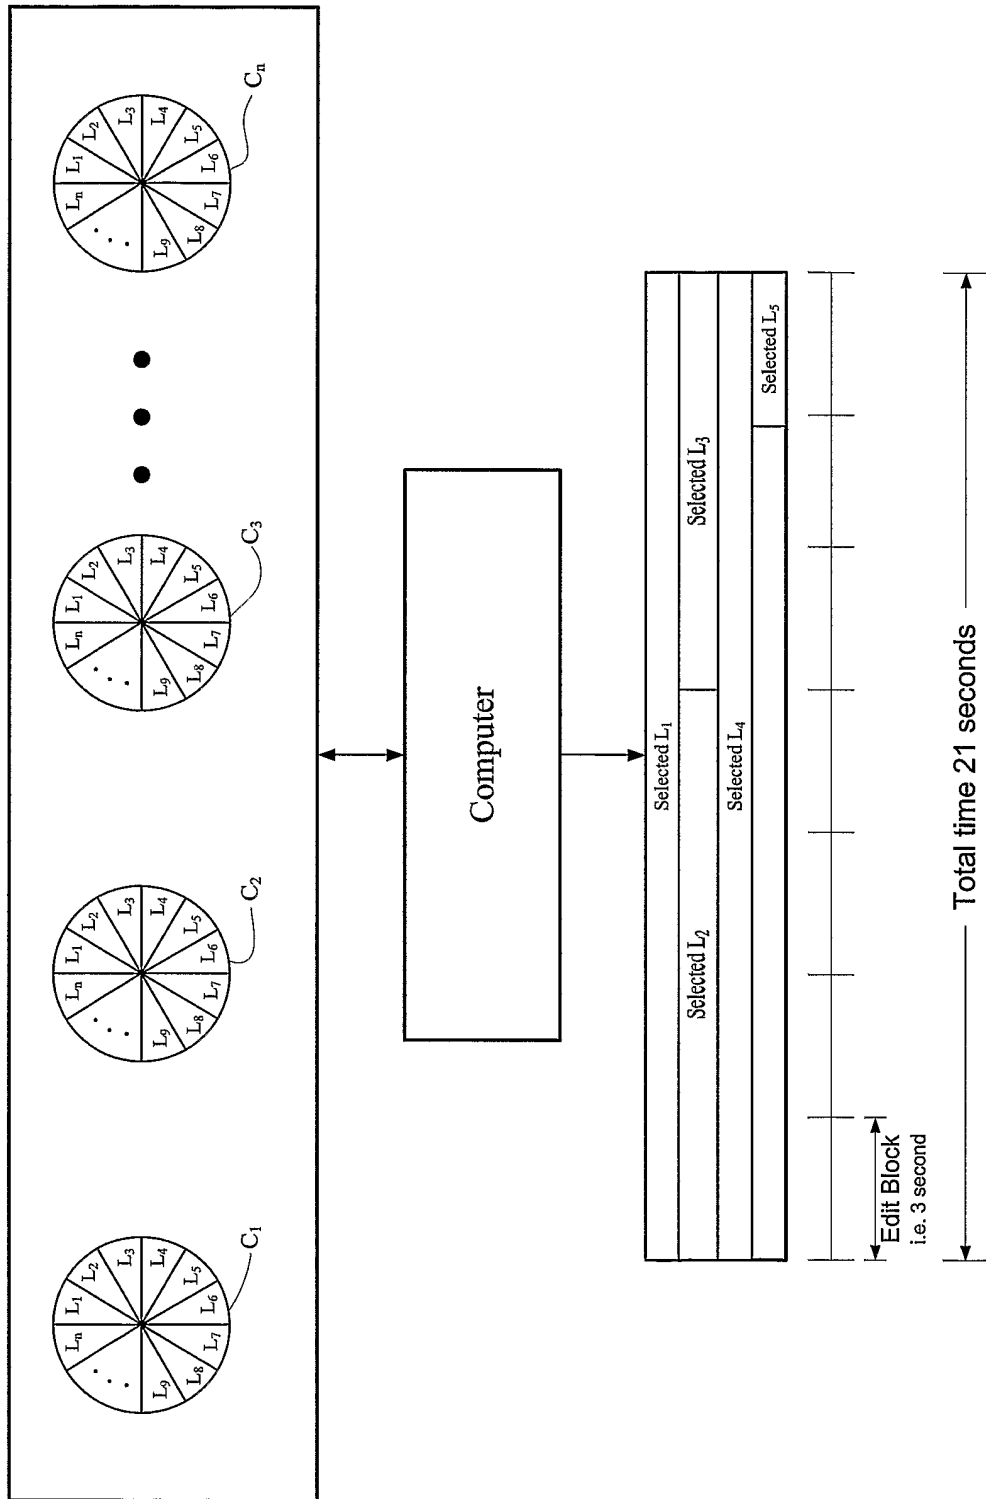 L₁
L₂
L₃
L₄
L₅
L₆
L₇
L₈
L₉
. . .
Lₙ
C₁
L₁
L₂
L₃
L₄
L₅
L₆
L₇
L₈
L₉
. . .
Lₙ
C₂
L₁
L₂
L₃
L₄
L₅
L₆
L₇
L₈
L₉
. . .
Lₙ
C₃
L₁
L₂
L₃
L₄
L₅
L₆
L₇
L₈
L₉
. . .
Lₙ
Cₙ
Computer
Selected L₁
Selected L₂
Selected L₃
Selected L₄
Selected L₅
Edit Block
i.e. 3 second
Total time 21 seconds